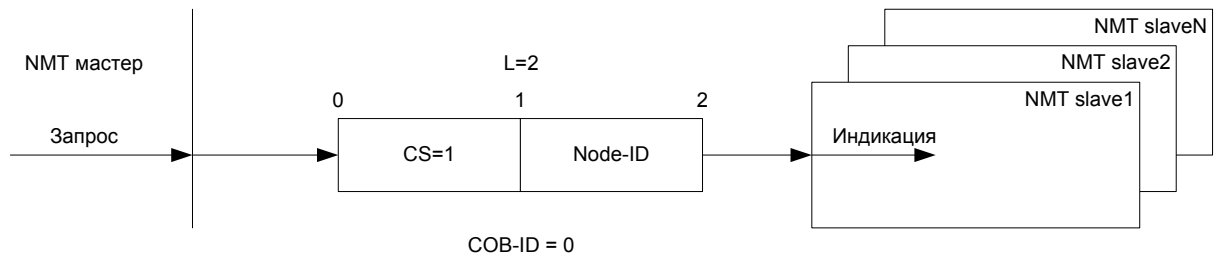 NMT slaveN
NMT мастер
L=2
NMT slave2
0 1 2
NMT slave1
Запрос
CS=1
Node-ID
Индикация
COB-ID = 0